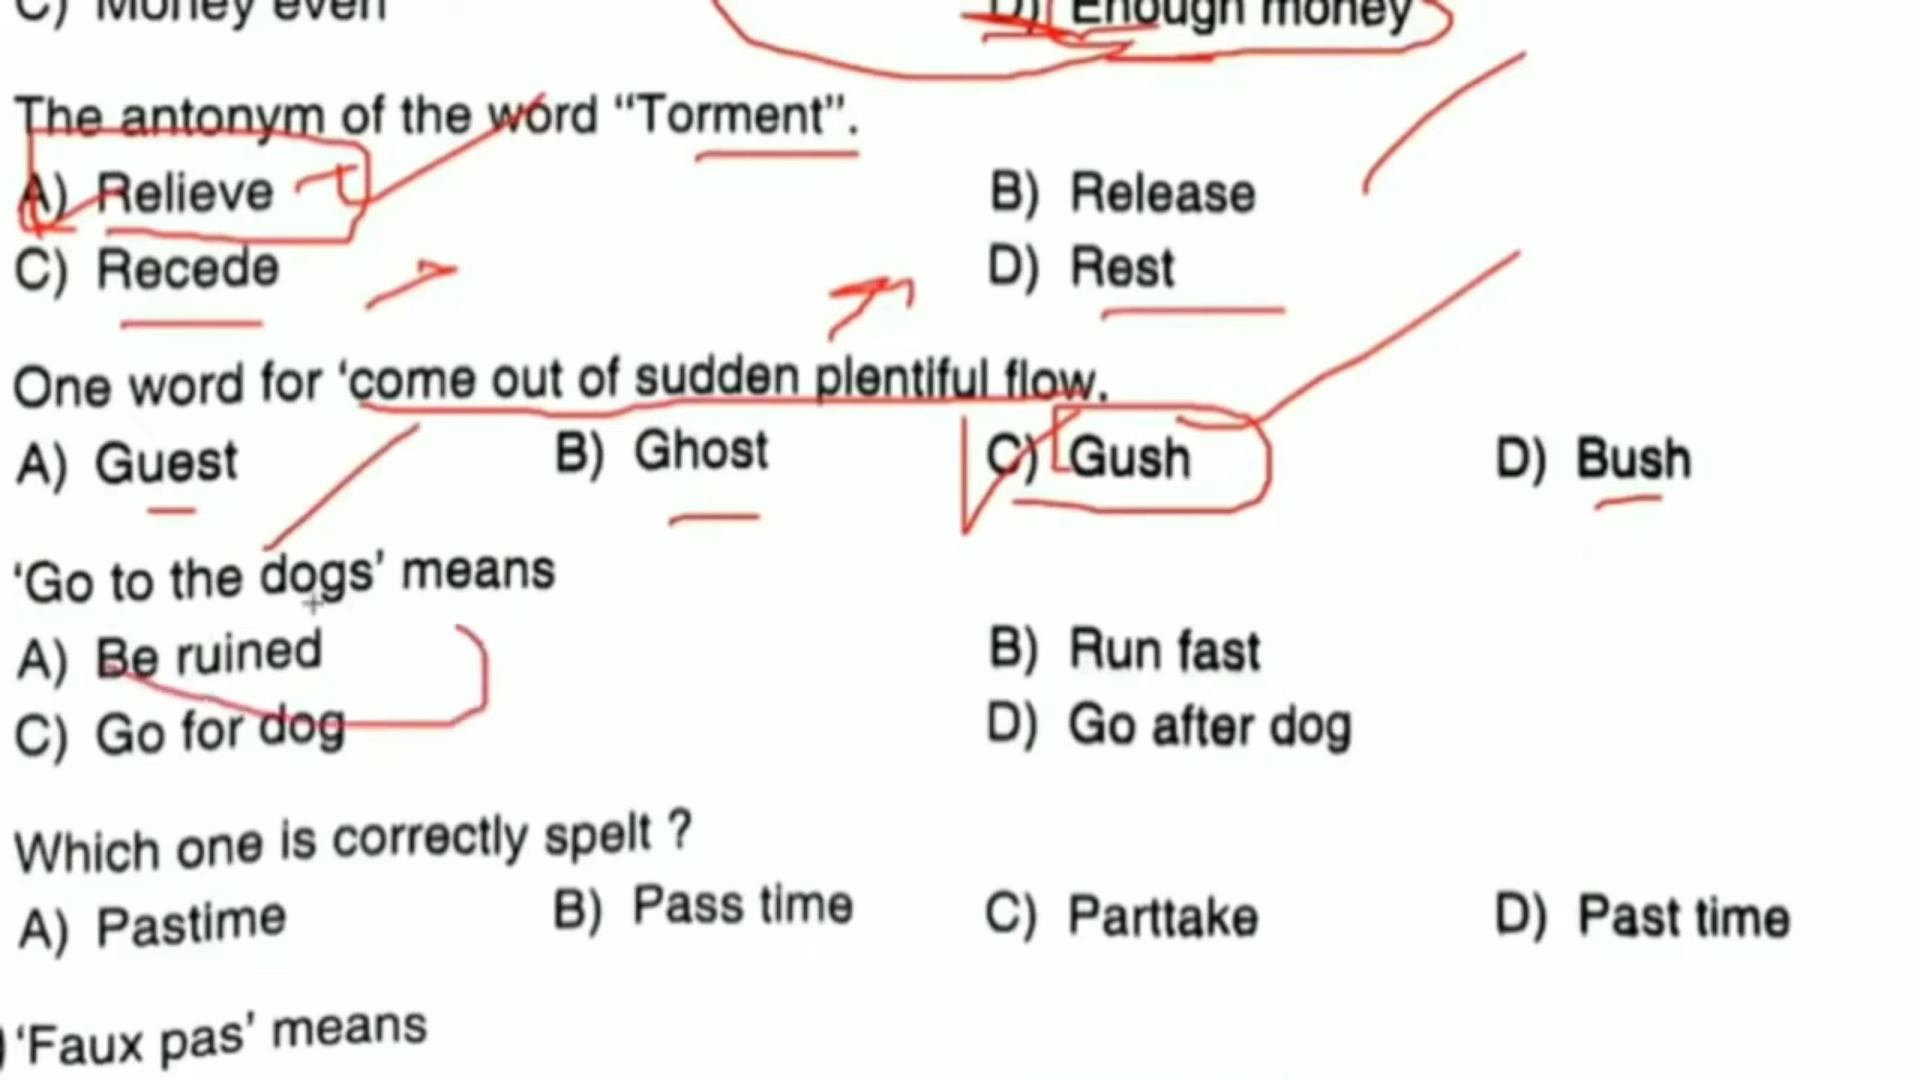 C) Money even D) Enough money
The antonym of the word “Torment”.
A) Relieve B) Release
C) Recede D) Rest
One word for ‘come out of sudden plentiful flow.
A) Guest B) Ghost C) Gush D) Bush
‘Go to the dogs’ means
A) Be ruined B) Run fast
C) Go for dog D) Go after dog
Which one is correctly spelt ?
A) Pastime B) Pass time C) Parttake D) Past time
) ‘Faux pas’ means